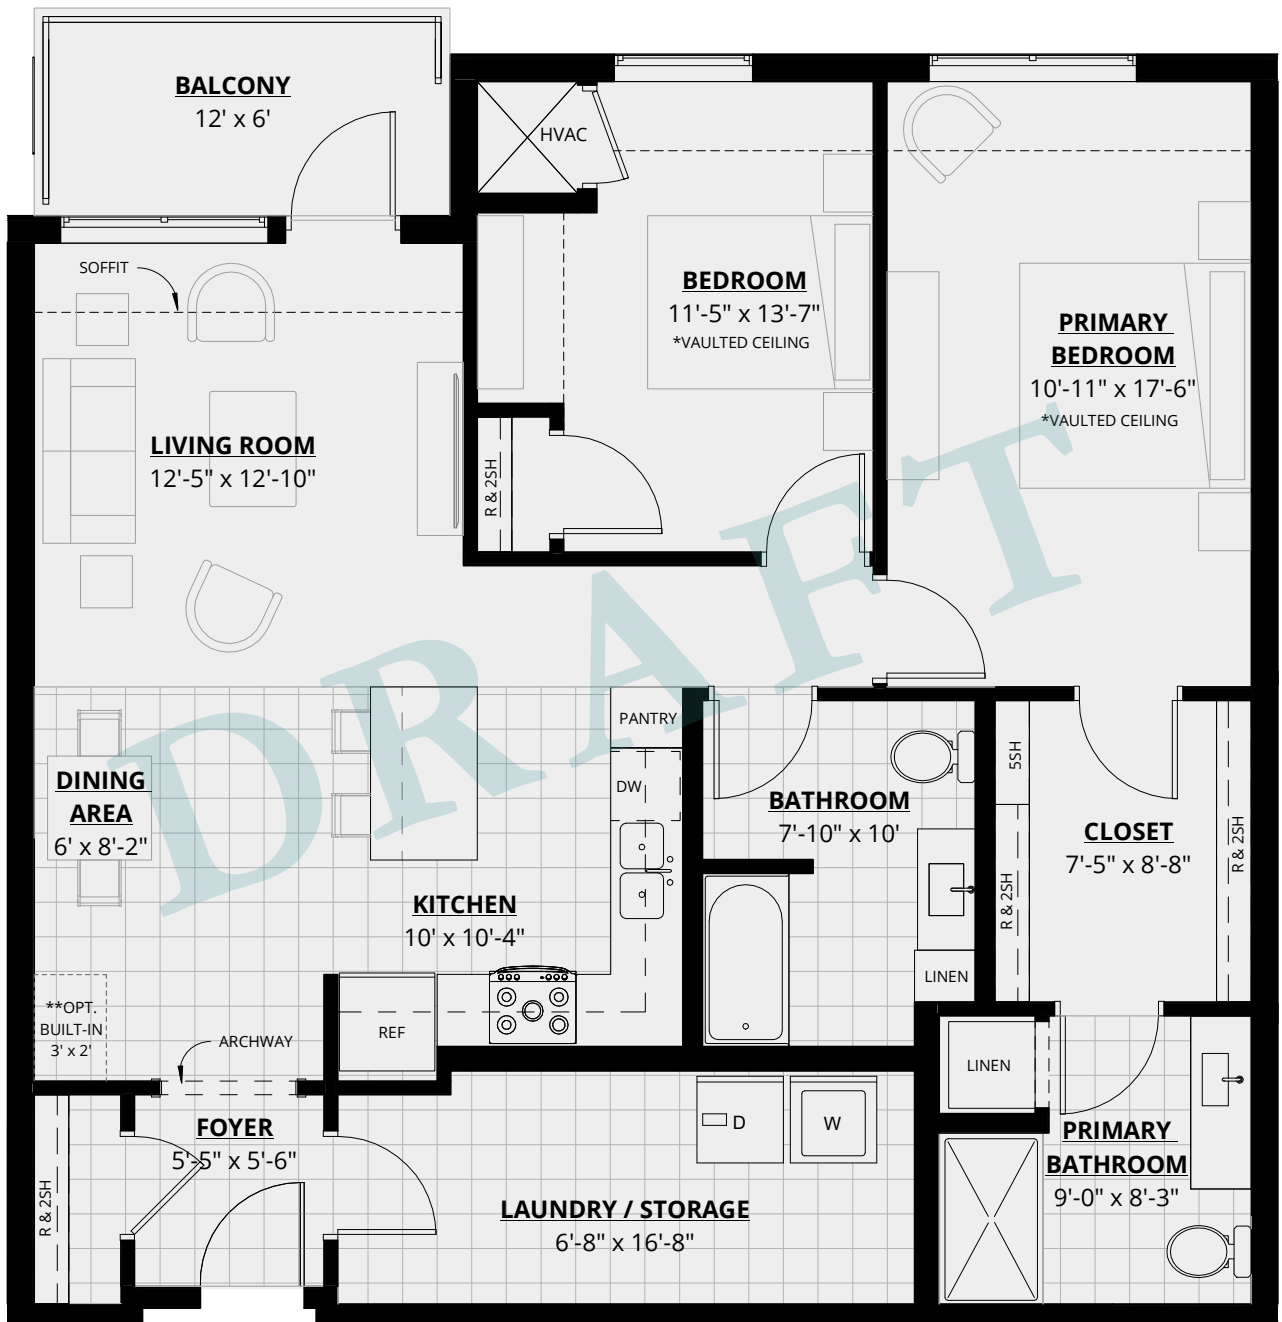 BALCONY
12' x 6'
HVAC
SOFFIT
BEDROOM
11'-5" x 13'-7"
*VAULTED CEILING
PRIMARY
BEDROOM
10'-11" x 17'-6"
*VAULTED CEILING
LIVING ROOM
12'-5" x 12'-10"
R & 2SH
DRAFT
PANTRY
DW
DINING
AREA
6' x 8'-2"
BATHROOM
7'-10" x 10'
5SH
CLOSET
7'-5" x 8'-8"
R & 2SH
R & 2SH
KITCHEN
10' x 10'-4"
LINEN
**OPT.
BUILT-IN
3' x 2'
ARCHWAY
REF
LINEN
FOYER
5'-5" x 5'-6"
D
W
PRIMARY
BATHROOM
9'-0" x 8'-3"
R & 2SH
LAUNDRY / STORAGE
6'-8" x 16'-8"